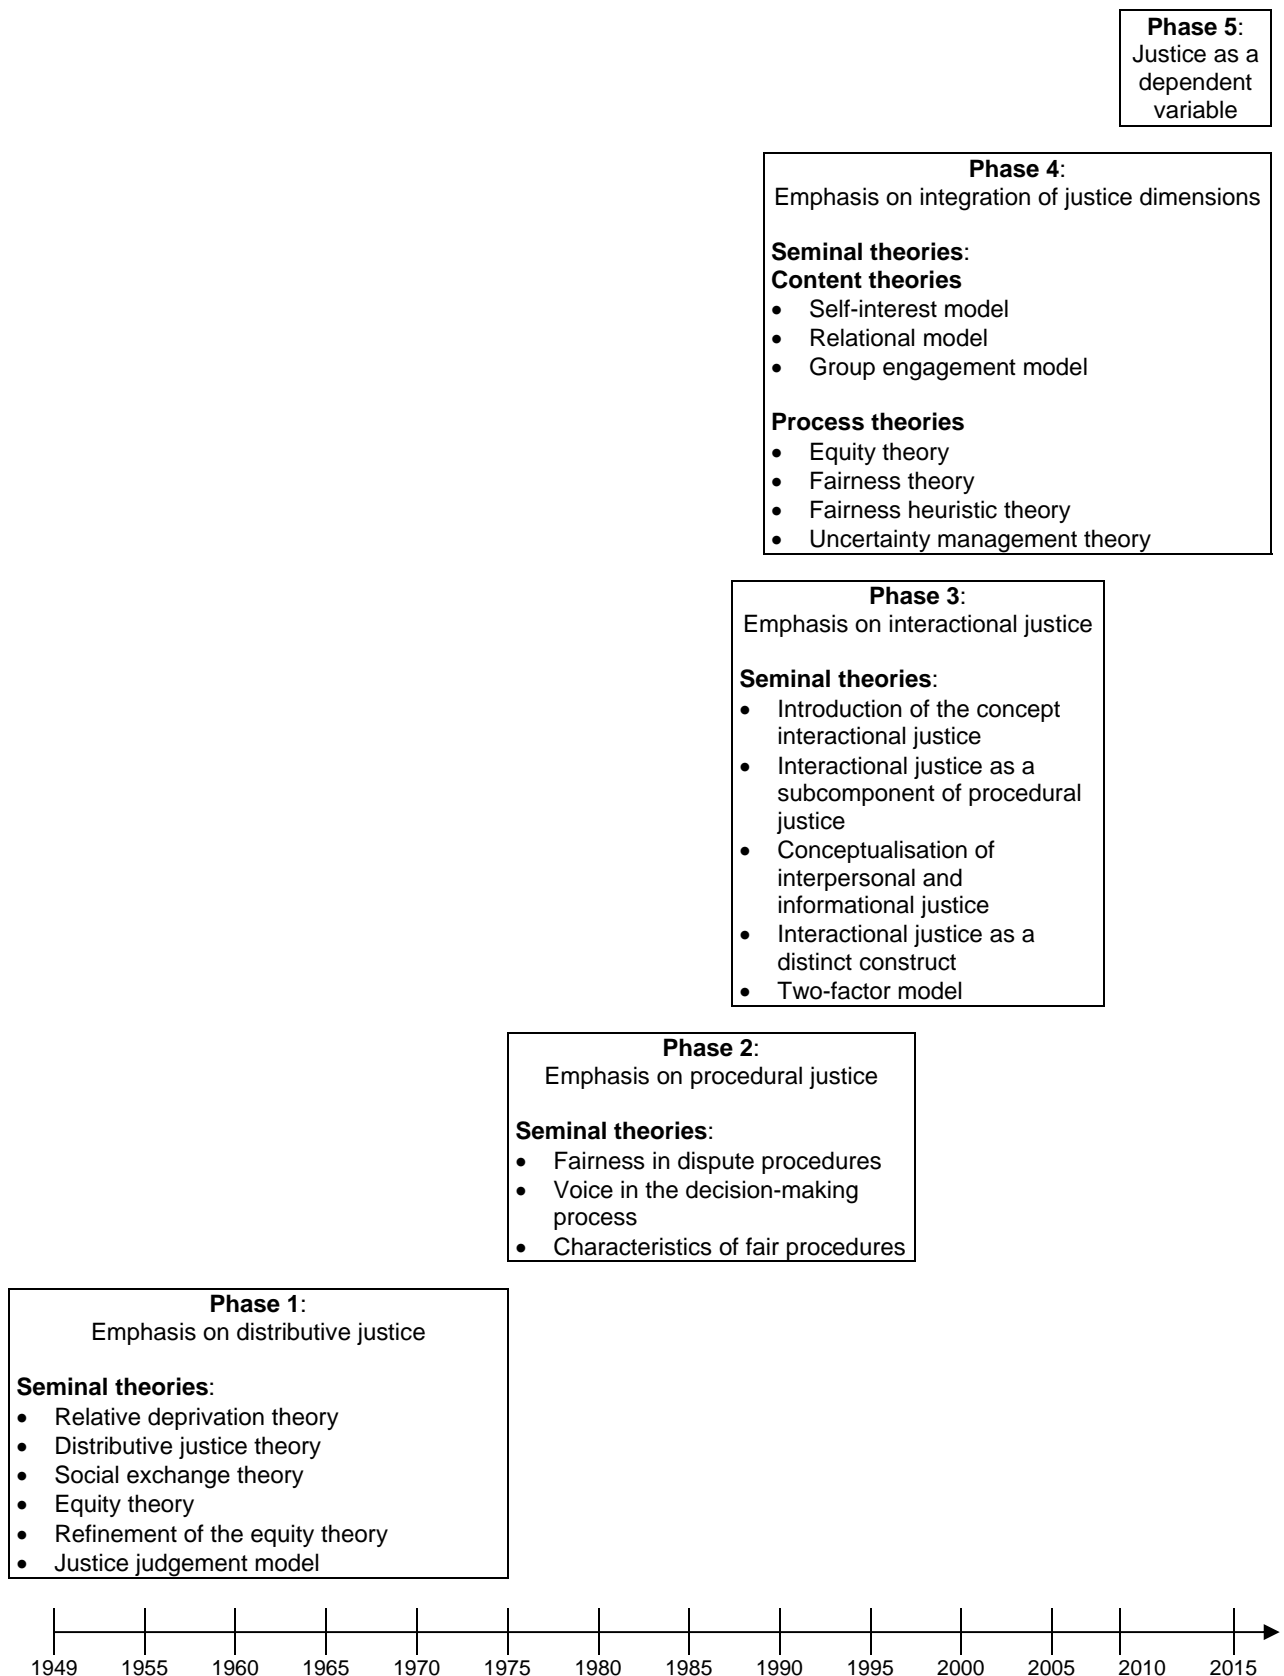 Phase 5:
Justice as a
dependent
variable
Phase 4:
Emphasis on integration of justice dimensions
Seminal theories:
Content theories
• Self-interest model
• Relational model
• Group engagement model
Process theories
• Equity theory
• Fairness theory
• Fairness heuristic theory
• Uncertainty management theory
Phase 3:
Emphasis on interactional justice
Seminal theories:
• Introduction of the concept
interactional justice
• Interactional justice as a
subcomponent of procedural
justice
• Conceptualisation of
interpersonal and
informational justice
• Interactional justice as a
distinct construct
• Two-factor model
Phase 2:
Emphasis on procedural justice
Seminal theories:
• Fairness in dispute procedures
• Voice in the decision-making
process
• Characteristics of fair procedures
Phase 1:
Emphasis on distributive justice
Seminal theories:
• Relative deprivation theory
• Distributive justice theory
• Social exchange theory
• Equity theory
• Refinement of the equity theory
• Justice judgement model
1949 1955 1960 1965 1970 1975 1980 1985 1990 1995 2000 2005 2010 2015